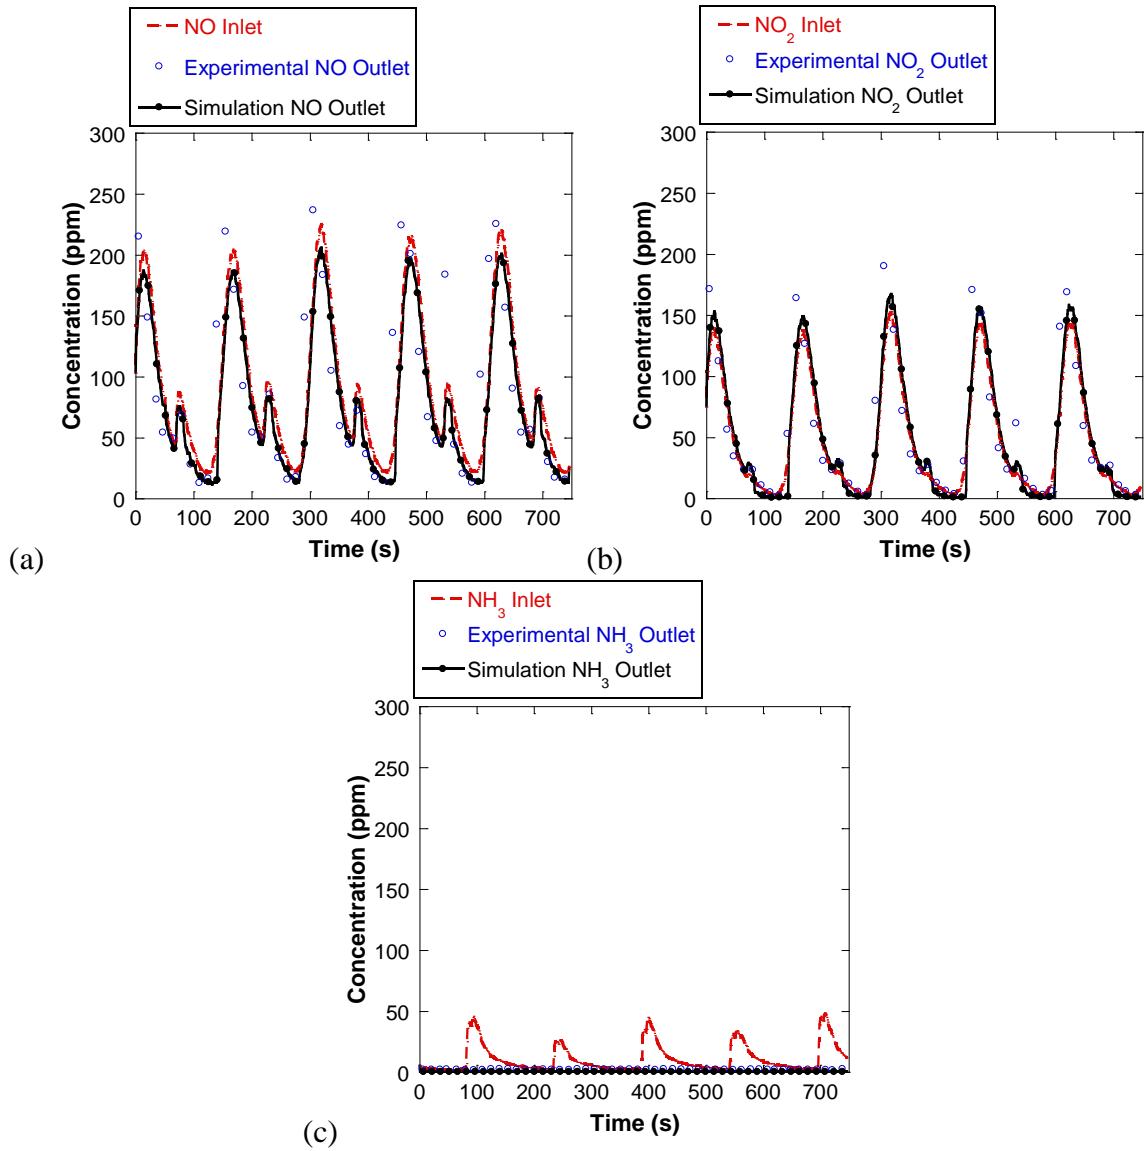 NO Inlet
Experimental NO Outlet
Simulation NO Outlet
300
250
200
150
100
50
0
Concentration (ppm)
0 100 200 300 400 500 600 700
Time (s)
(a)
NO2 Inlet
Experimental NO2 Outlet
Simulation NO2 Outlet
300
250
200
150
100
50
0
Concentration (ppm)
0 100 200 300 400 500 600 700
Time (s)
(b)
NH3 Inlet
Experimental NH3 Outlet
Simulation NH3 Outlet
300
250
200
150
100
50
0
Concentration (ppm)
0 100 200 300 400 500 600 700
Time (s)
(c)